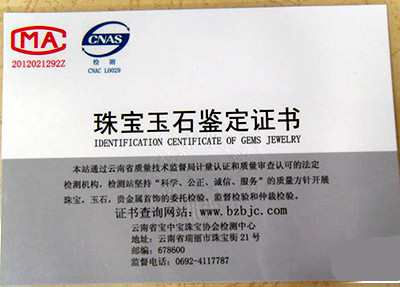 MA
2012021292Z
CNAS
检 测
CNAC L0029
珠宝玉石鉴定证书
IDENTIFICATION CERTIFICATE OF GEMS JEWELRY
本站通过云南省质量技术监督局计量认证和质量审查认可的法定
检测机构，检测站坚持“科学、公正、诚信、服务”的质量方针开展
珠宝，玉石，贵金属首饰的委托检验、监督检验和仲裁检验。
证书查询网站：www.bzbjc.com
云南省宝中宝珠宝协会检测中心
地址：云南省瑞丽市珠宝街 21 号
邮编：678600
监督电话：0692-4117787